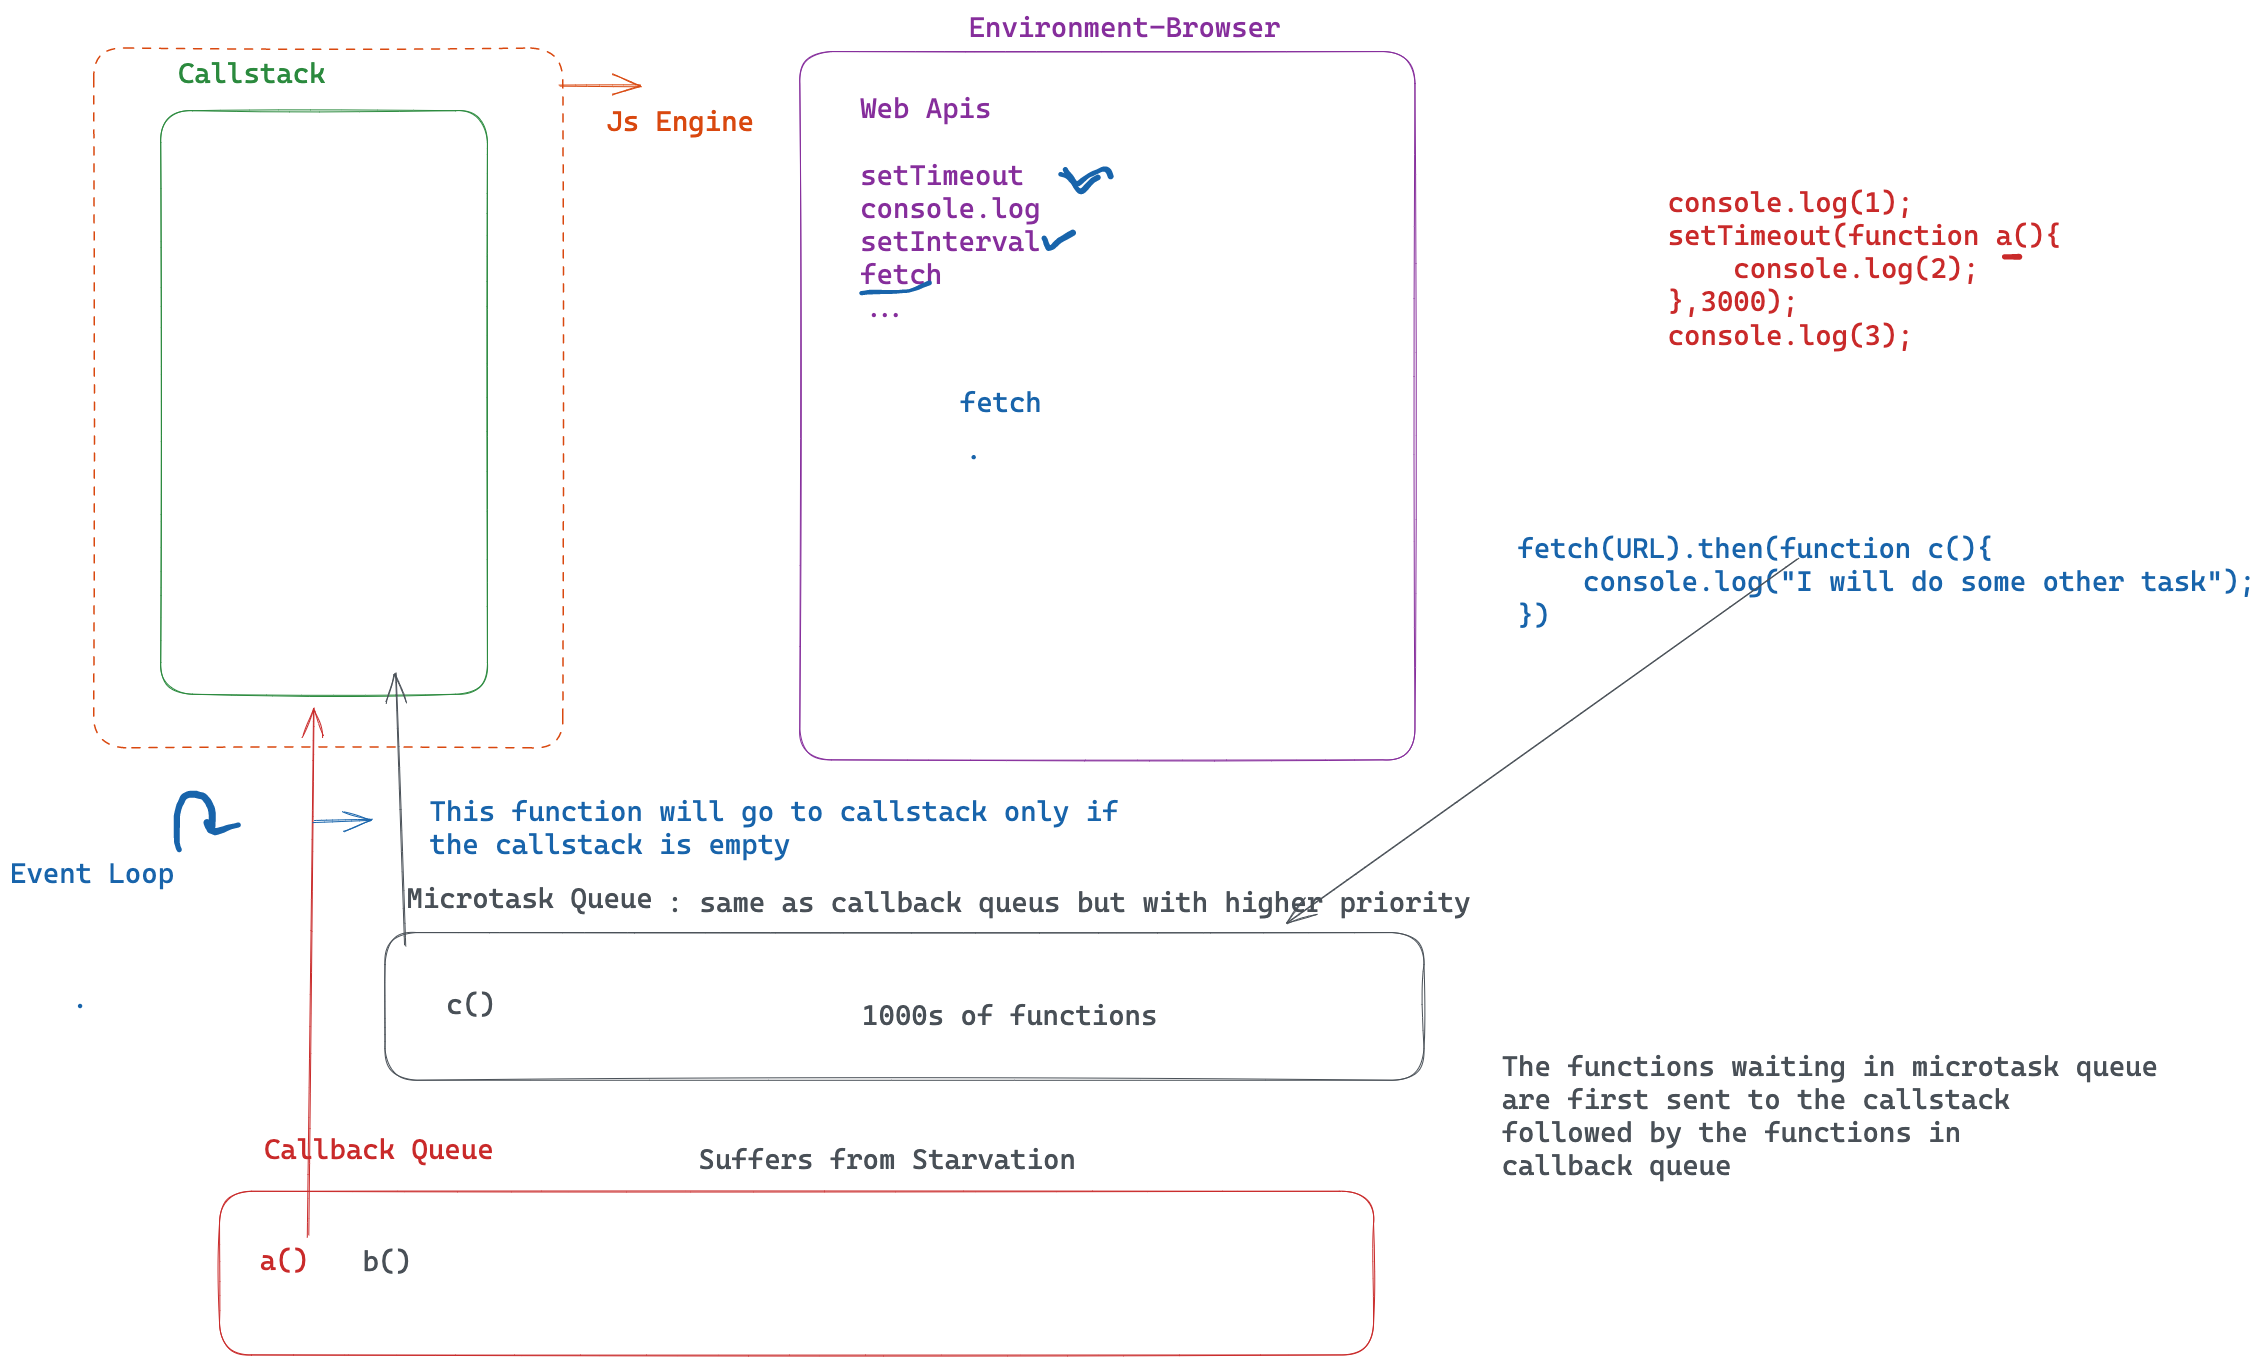 Environment-Browser
Callstack
Js Engine
Web Apis
setTimeout
console.log
setInterval
fetch
...
fetch
.
console.log(1);
setTimeout(function a(){
    console.log(2);
},3000);
console.log(3);
fetch(URL).then(function c(){
    console.log("I will do some other task");
})
This function will go to callstack only if
the callstack is empty
Event Loop
Microtask Queue : same as callback queus but with higher priority
c()
1000s of functions
.
The functions waiting in microtask queue
are first sent to the callstack
followed by the functions in
callback queue
Callback Queue
Suffers from Starvation
a() b()